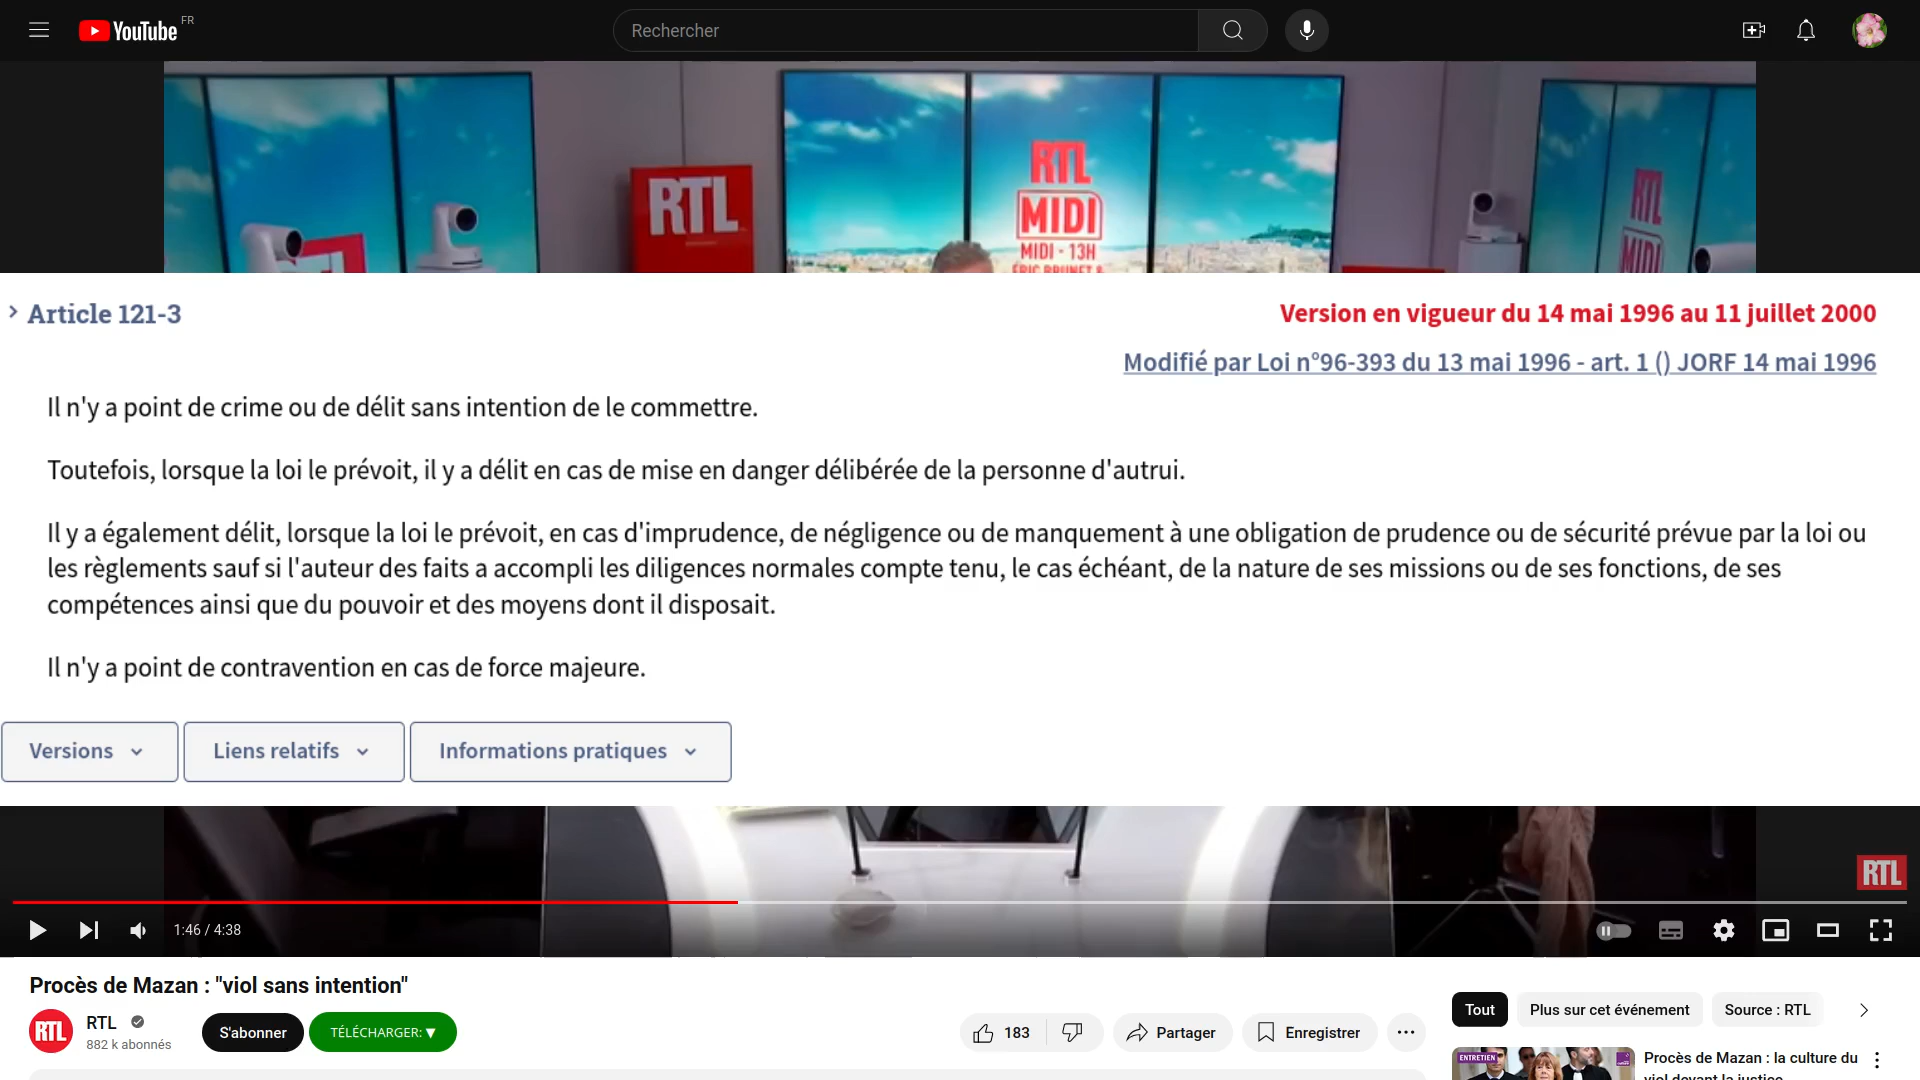 YouTube FR
Rechercher
RTL
RTL
MIDI
MIDI - 13H
ÉRIC BRUNET &
RTL
MIDI
Article 121-3
Version en vigueur du 14 mai 1996 au 11 juillet 2000
Modifié par Loi n°96-393 du 13 mai 1996 - art. 1 () JORF 14 mai 1996
Il n'y a point de crime ou de délit sans intention de le commettre.
Toutefois, lorsque la loi le prévoit, il y a délit en cas de mise en danger délibérée de la personne d'autrui.
Il y a également délit, lorsque la loi le prévoit, en cas d'imprudence, de négligence ou de manquement à une obligation de prudence ou de sécurité prévue par la loi ou
les règlements sauf si l'auteur des faits a accompli les diligences normales compte tenu, le cas échéant, de la nature de ses missions ou de ses fonctions, de ses
compétences ainsi que du pouvoir et des moyens dont il disposait.
Il n'y a point de contravention en cas de force majeure.
Versions
Liens relatifs
Informations pratiques
RTL
1:46 / 4:38
Procès de Mazan : "viol sans intention"
RTL
RTL
882 k abonnés
S'abonner
TÉLÉCHARGER: ▼
183
Partager
Enregistrer
Tout
Plus sur cet événement
Source : RTL
ENTRETIEN
Procès de Mazan : la culture du
viol devant la justice